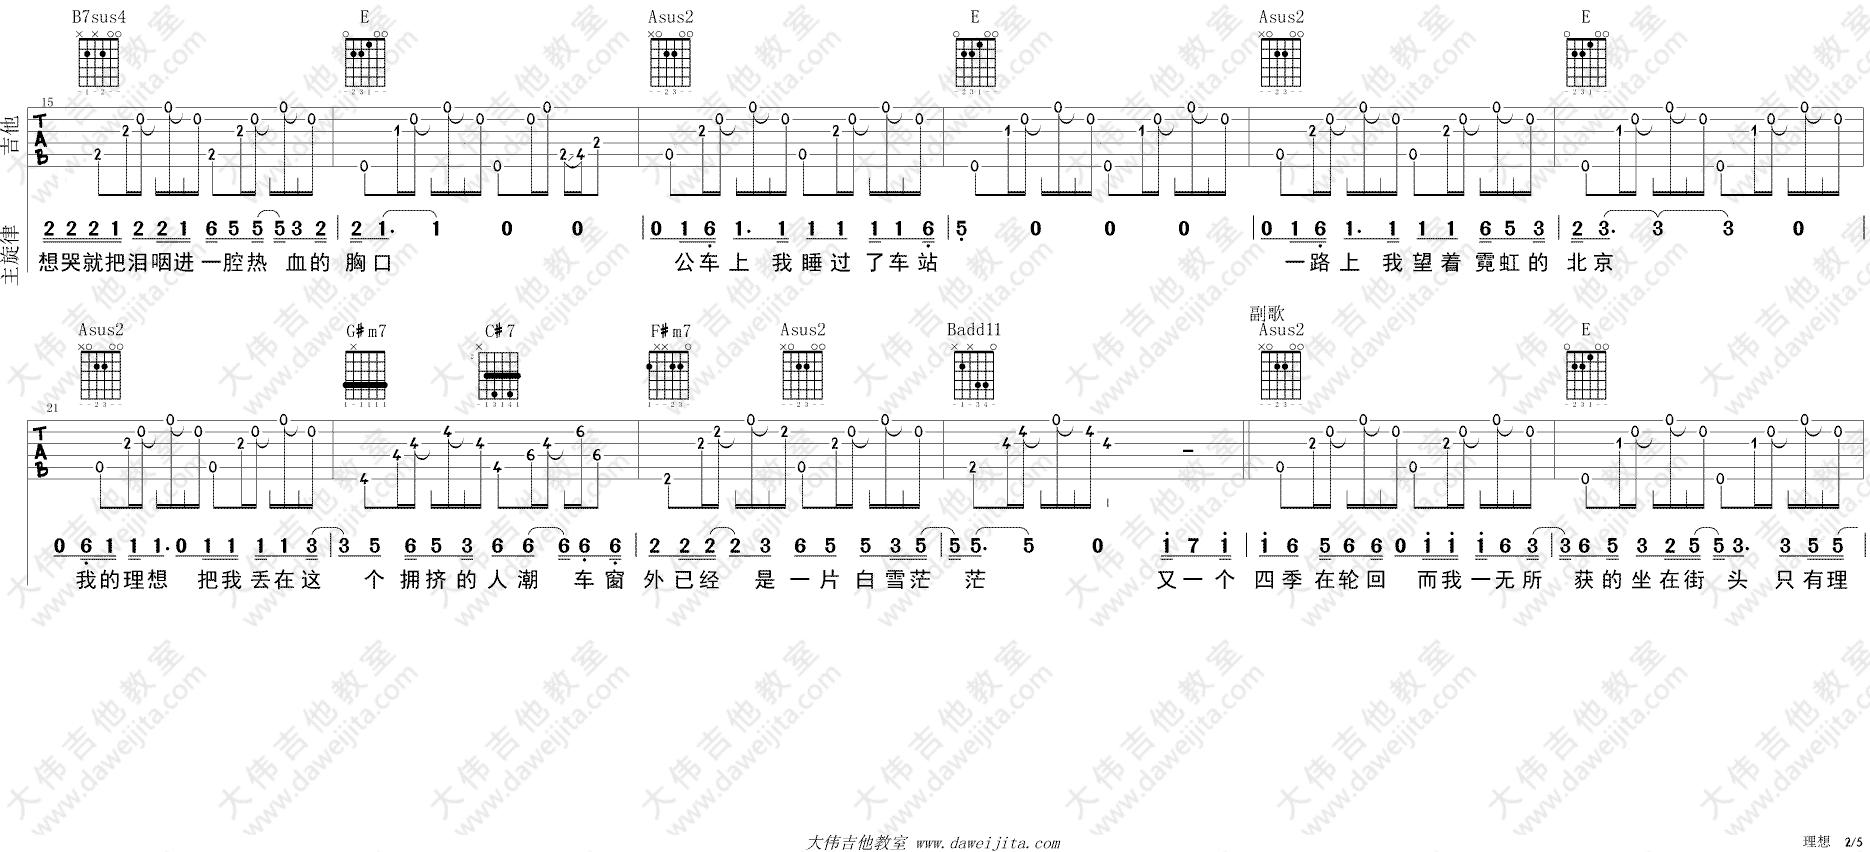 B7sus4 E Asus2 E Asus2 E
15
吉他
TAB
主旋律
2 2 2 1 2 2 1 6 5 5 5 3 2 | 2 1. 1 0 0 | 0 1 6 1. 1 1 1 1 1 6 | 5 0 0 0 | 0 1 6 1. 1 1 1 6 5 3 | 2 3. 3 3 0
想哭就把泪咽进一腔热 血的 胸口 公车上 我睡过了车站 一路上 我望着霓虹的 北京
副歌
Asus2 G#m7 C#7 F#m7 Asus2 Badd11 Asus2 E
21
TAB
0 6 1 1 1. 0 1 1 1 1 3 | 3 5 6 5 3 6 6 6 6 6 | 2 2 2 2 3 6 5 5 3 5 | 5 5. 5 0 1 7 1 | 1 6 5 6 6 0 1 1 1 6 3 | 3 6 5 3 2 5 5 3. 3 5 5
我的理想 把我丢在这 个拥挤的人潮 车窗 外已经 是一片白雪茫 茫 又一个 四季在轮回 而我一无所 获的坐在街 头 只有理
大伟吉他教室 www.daweijita.com
理想 2/5